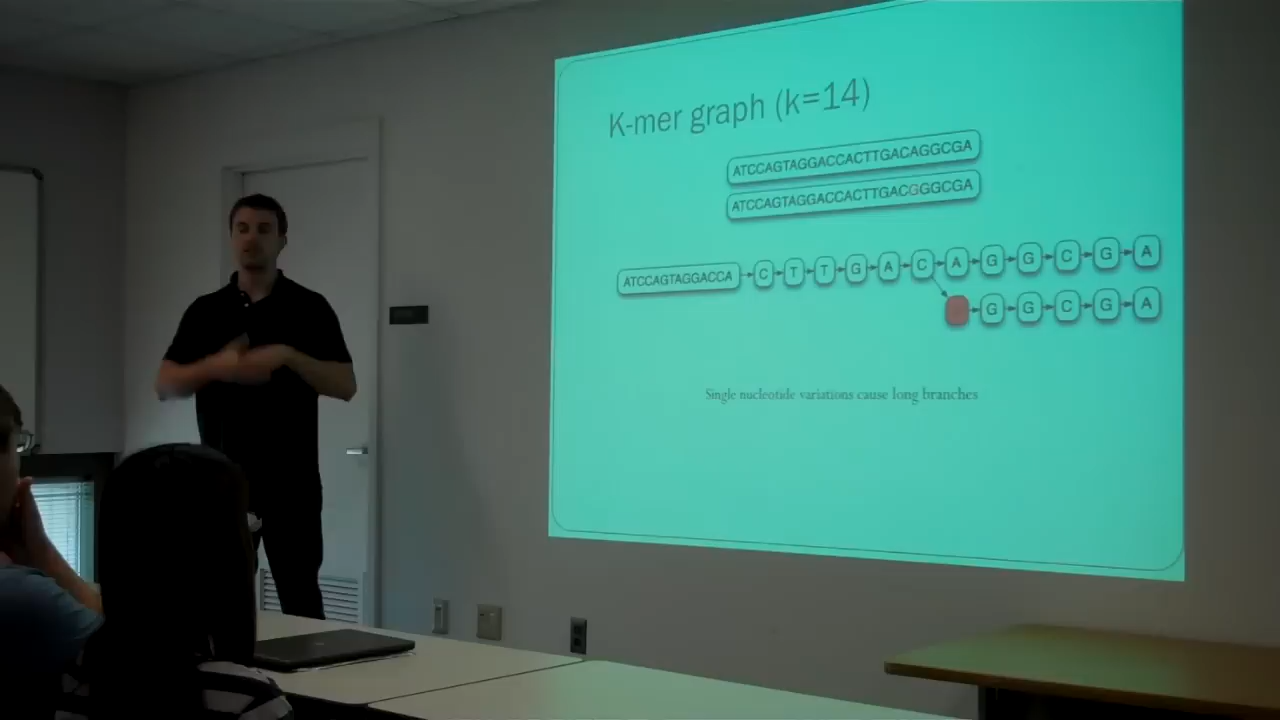 K-mer graph (k=14)
ATCCAGTAGGACCACTTGACAGGCGA
ATCCAGTAGGACCACTTGACGGGCGA
ATCCAGTAGGACCA C T T G A C A G G C G A
G G C G A
Single nucleotide variations cause long branches